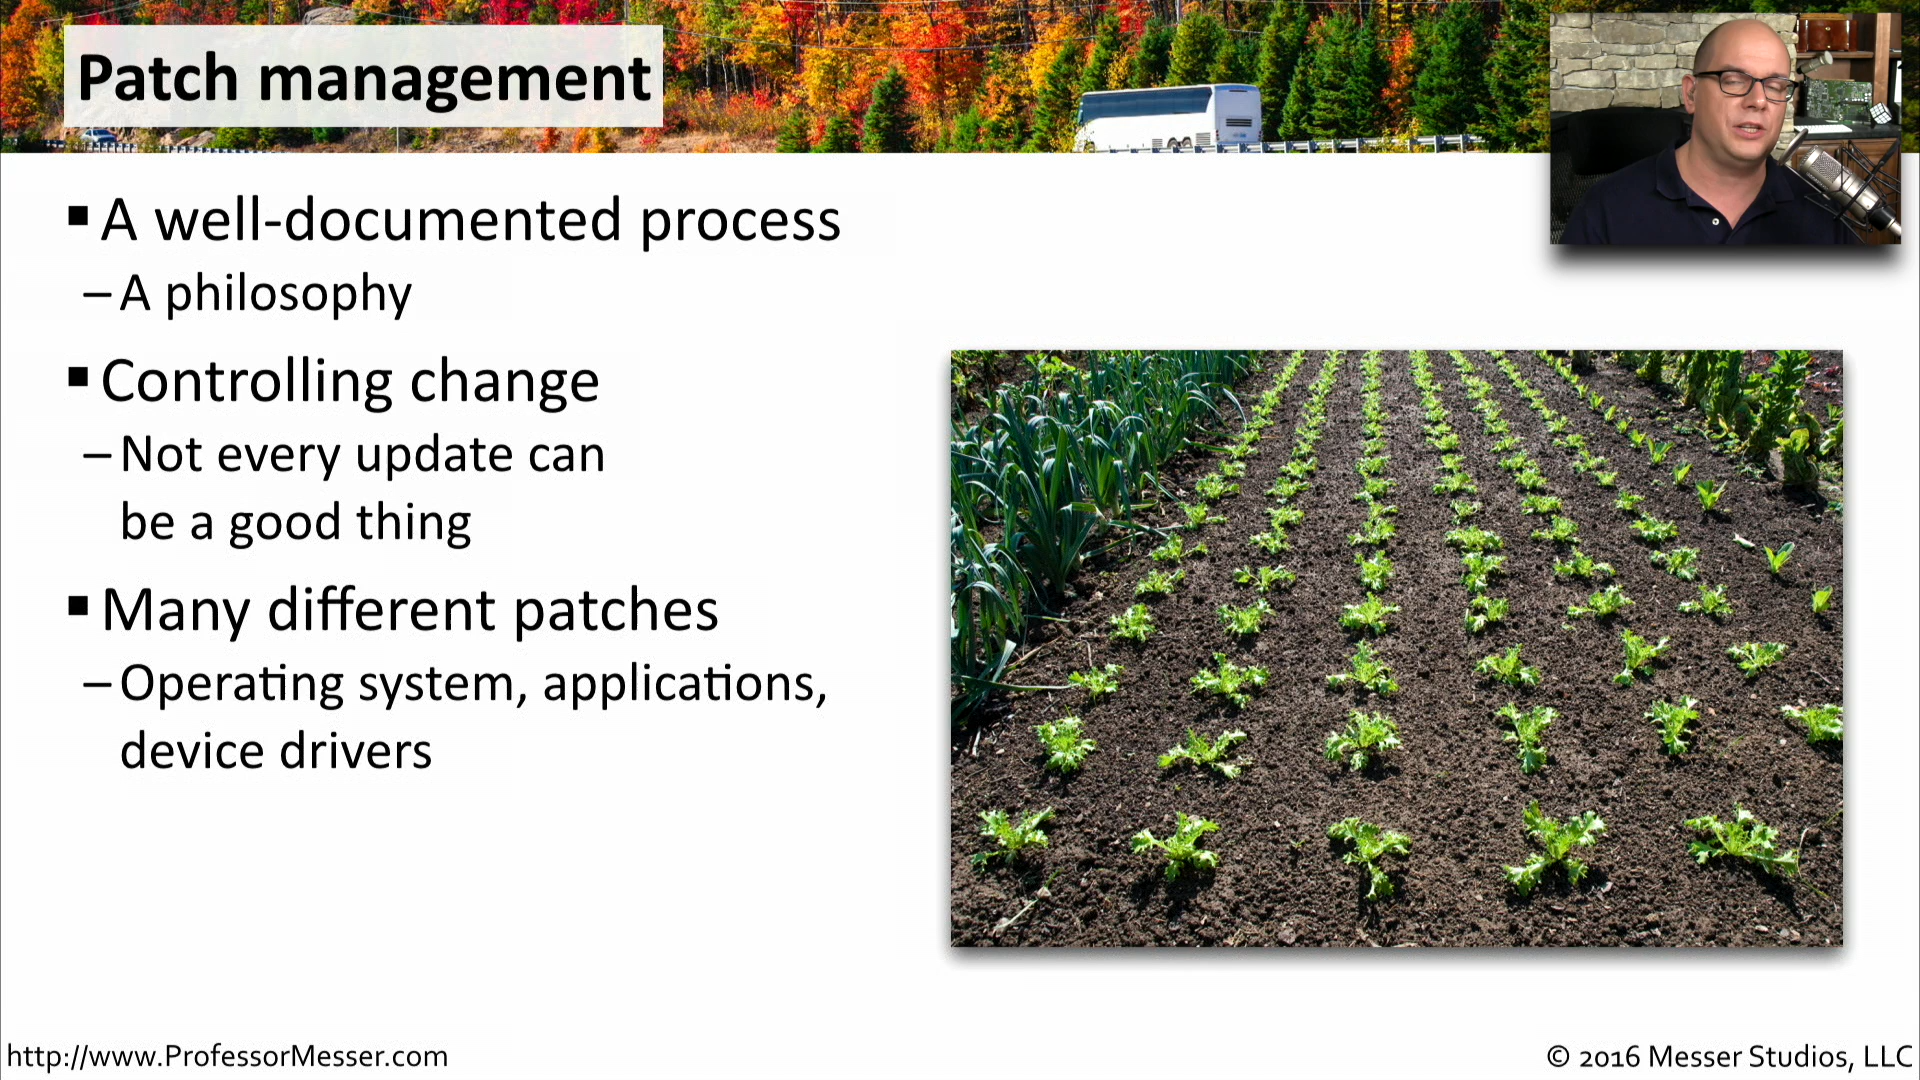 Patch management
▪ A well-documented process
– A philosophy
▪ Controlling change
– Not every update can
be a good thing
▪ Many different patches
– Operating system, applications,
device drivers
http://www.ProfessorMesser.com
© 2016 Messer Studios, LLC